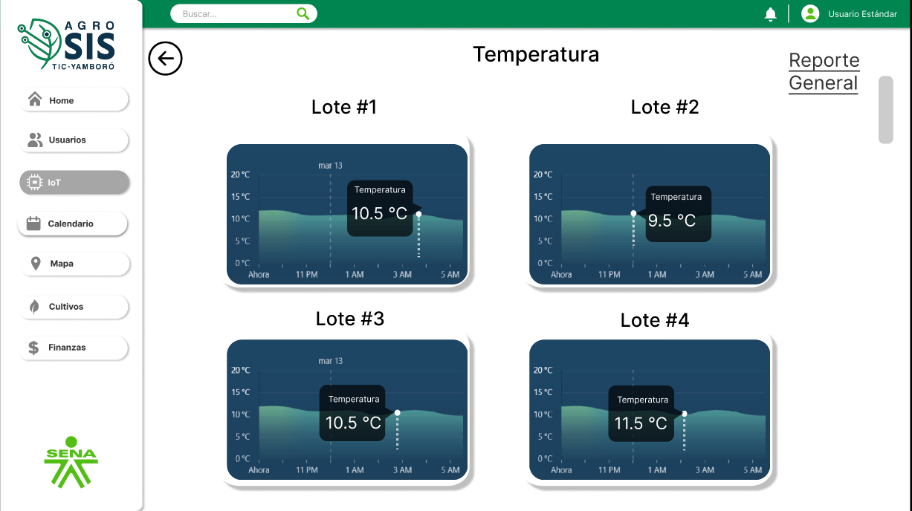 AGRO
SIS
TIC-YAMBORÓ
Buscar...
Usuario Estándar
Home
Usuarios
IoT
Calendario
Mapa
Cultivos
Finanzas
SENA
Temperatura
Reporte
General
Lote #1
mar 13
20 °C
15 °C
10 °C
5 °C
0 °C
Temperatura
10.5 °C
Ahora 11 PM 1 AM 3 AM 5 AM
Lote #2
20 °C
15 °C
10 °C
5 °C
0 °C
Temperatura
9.5 °C
Ahora 11 PM 1 AM 3 AM 5 AM
Lote #3
mar 13
20 °C
15 °C
10 °C
5 °C
0 °C
Temperatura
10.5 °C
Ahora 11 PM 1 AM 3 AM 5 AM
Lote #4
20 °C
15 °C
10 °C
5 °C
0 °C
Temperatura
11.5 °C
Ahora 11 PM 1 AM 3 AM 5 AM